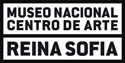 MUSEO NACIONAL
CENTRO DE ARTE
REINA SOFIA